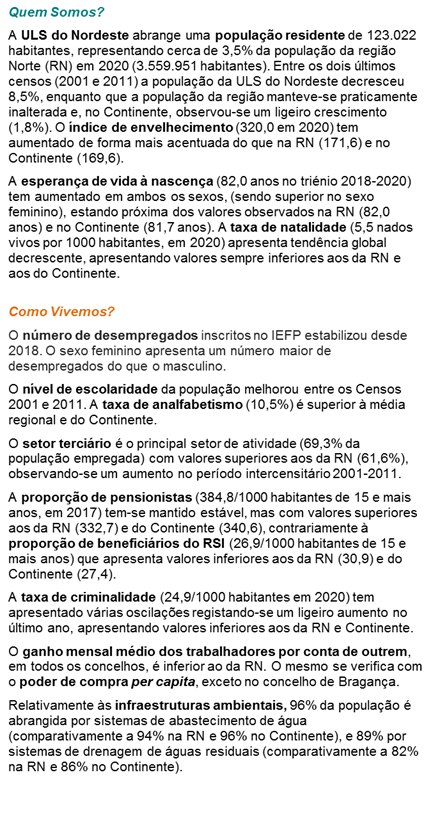 Quem Somos?
A ULS do Nordeste abrange uma população residente de 123.022
habitantes, representando cerca de 3,5% da população da região
Norte (RN) em 2020 (3.559.951 habitantes). Entre os dois últimos
censos (2001 e 2011) a população da ULS do Nordeste decresceu
8,5%, enquanto que a população da região manteve-se praticamente
inalterada e, no Continente, observou-se um ligeiro crescimento
(1,8%). O índice de envelhecimento (320,0 em 2020) tem
aumentado de forma mais acentuada do que na RN (171,6) e no
Continente (169,6).
A esperança de vida à nascença (82,0 anos no triénio 2018-2020)
tem aumentado em ambos os sexos, (sendo superior no sexo
feminino), estando próxima dos valores observados na RN (82,0
anos) e no Continente (81,7 anos). A taxa de natalidade (5,5 nados
vivos por 1000 habitantes, em 2020) apresenta tendência global
decrescente, apresentando valores sempre inferiores aos da RN e
aos do Continente.
Como Vivemos?
O número de desempregados inscritos no IEFP estabilizou desde
2018. O sexo feminino apresenta um número maior de
desempregados do que o masculino.
O nível de escolaridade da população melhorou entre os Censos
2001 e 2011. A taxa de analfabetismo (10,5%) é superior à média
regional e do Continente.
O setor terciário é o principal setor de atividade (69,3% da
população empregada) com valores superiores aos da RN (61,6%),
observando-se um aumento no período intercensitário 2001-2011.
A proporção de pensionistas (384,8/1000 habitantes de 15 e mais
anos, em 2017) tem-se mantido estável, mas com valores superiores
aos da RN (332,7) e do Continente (340,6), contrariamente à
proporção de beneficiários do RSI (26,9/1000 habitantes de 15 e
mais anos) que apresenta valores inferiores aos da RN (30,9) e do
Continente (27,4).
A taxa de criminalidade (24,9/1000 habitantes em 2020) tem
apresentado várias oscilações registando-se um ligeiro aumento no
último ano, apresentando valores inferiores aos da RN e Continente.
O ganho mensal médio dos trabalhadores por conta de outrem,
em todos os concelhos, é inferior ao da RN. O mesmo se verifica com
o poder de compra per capita, exceto no concelho de Bragança.
Relativamente às infraestruturas ambientais, 96% da população é
abrangida por sistemas de abastecimento de água
(comparativamente a 94% na RN e 96% no Continente), e 89% por
sistemas de drenagem de águas residuais (comparativamente a 82%
na RN e 86% no Continente).